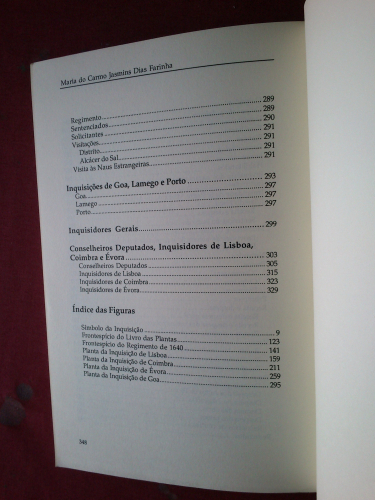 Maria do Carmo Jasmins Dias Farinha
Regimento 289
Sentenciados 289
Solicitantes 290
Visitações 291
Distrito 291
Alcácer do Sal 291
Visita às Naus Estrangeiras 291
Inquisições de Goa, Lamego e Porto 293
Goa 297
Lamego 297
Porto 297
Inquisidores Gerais 299
Conselheiros Deputados, Inquisidores de Lisboa,
Coimbra e Évora 303
Conselheiros Deputados 305
Inquisidores de Lisboa 315
Inquisidores de Coimbra 323
Inquisidores de Évora 329
Índice das Figuras
Símbolo da Inquisição 9
Frontespício do Livro das Plantas 123
Frontespício do Regimento de 1640 141
Planta da Inquisição de Lisboa 159
Planta da Inquisição de Coimbra 211
Planta da Inquisição de Évora 259
Planta da Inquisição de Goa 295
348